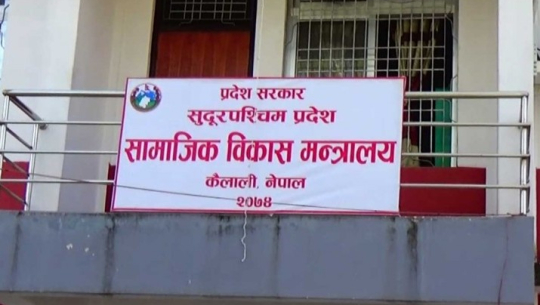 प्रदेश सरकार
सुदूरपश्चिम प्रदेश
सामाजिक विकास मन्त्रालय
कैलाली, नेपाल
२०७४